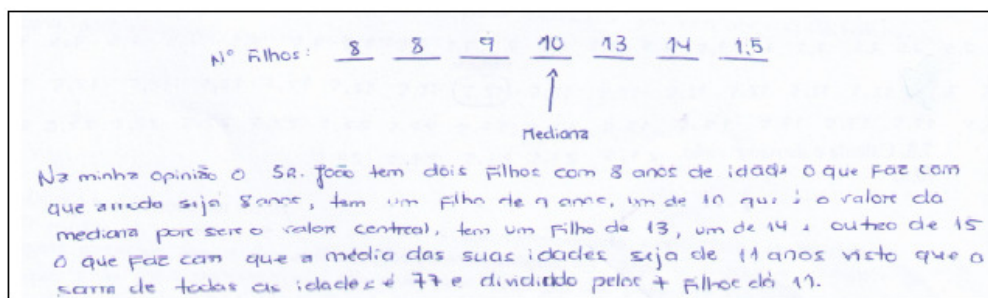 Nº Filhos: 8 8 9 10 13 14 15
Mediana
Na minha opinião o SR. João tem dois filhos com 8 anos de idade o que faz com
que a moda seja 8 anos, tem um filho de 9 anos, um de 10 que é o valor da
mediana pois ser o valor central, tem um filho de 13, um de 14 e outro de 15
o que faz com que a média das suas idades seja de 11 anos visto que a
soma de todas as idades é 77 e dividindo pelos 7 filhos dá 11.